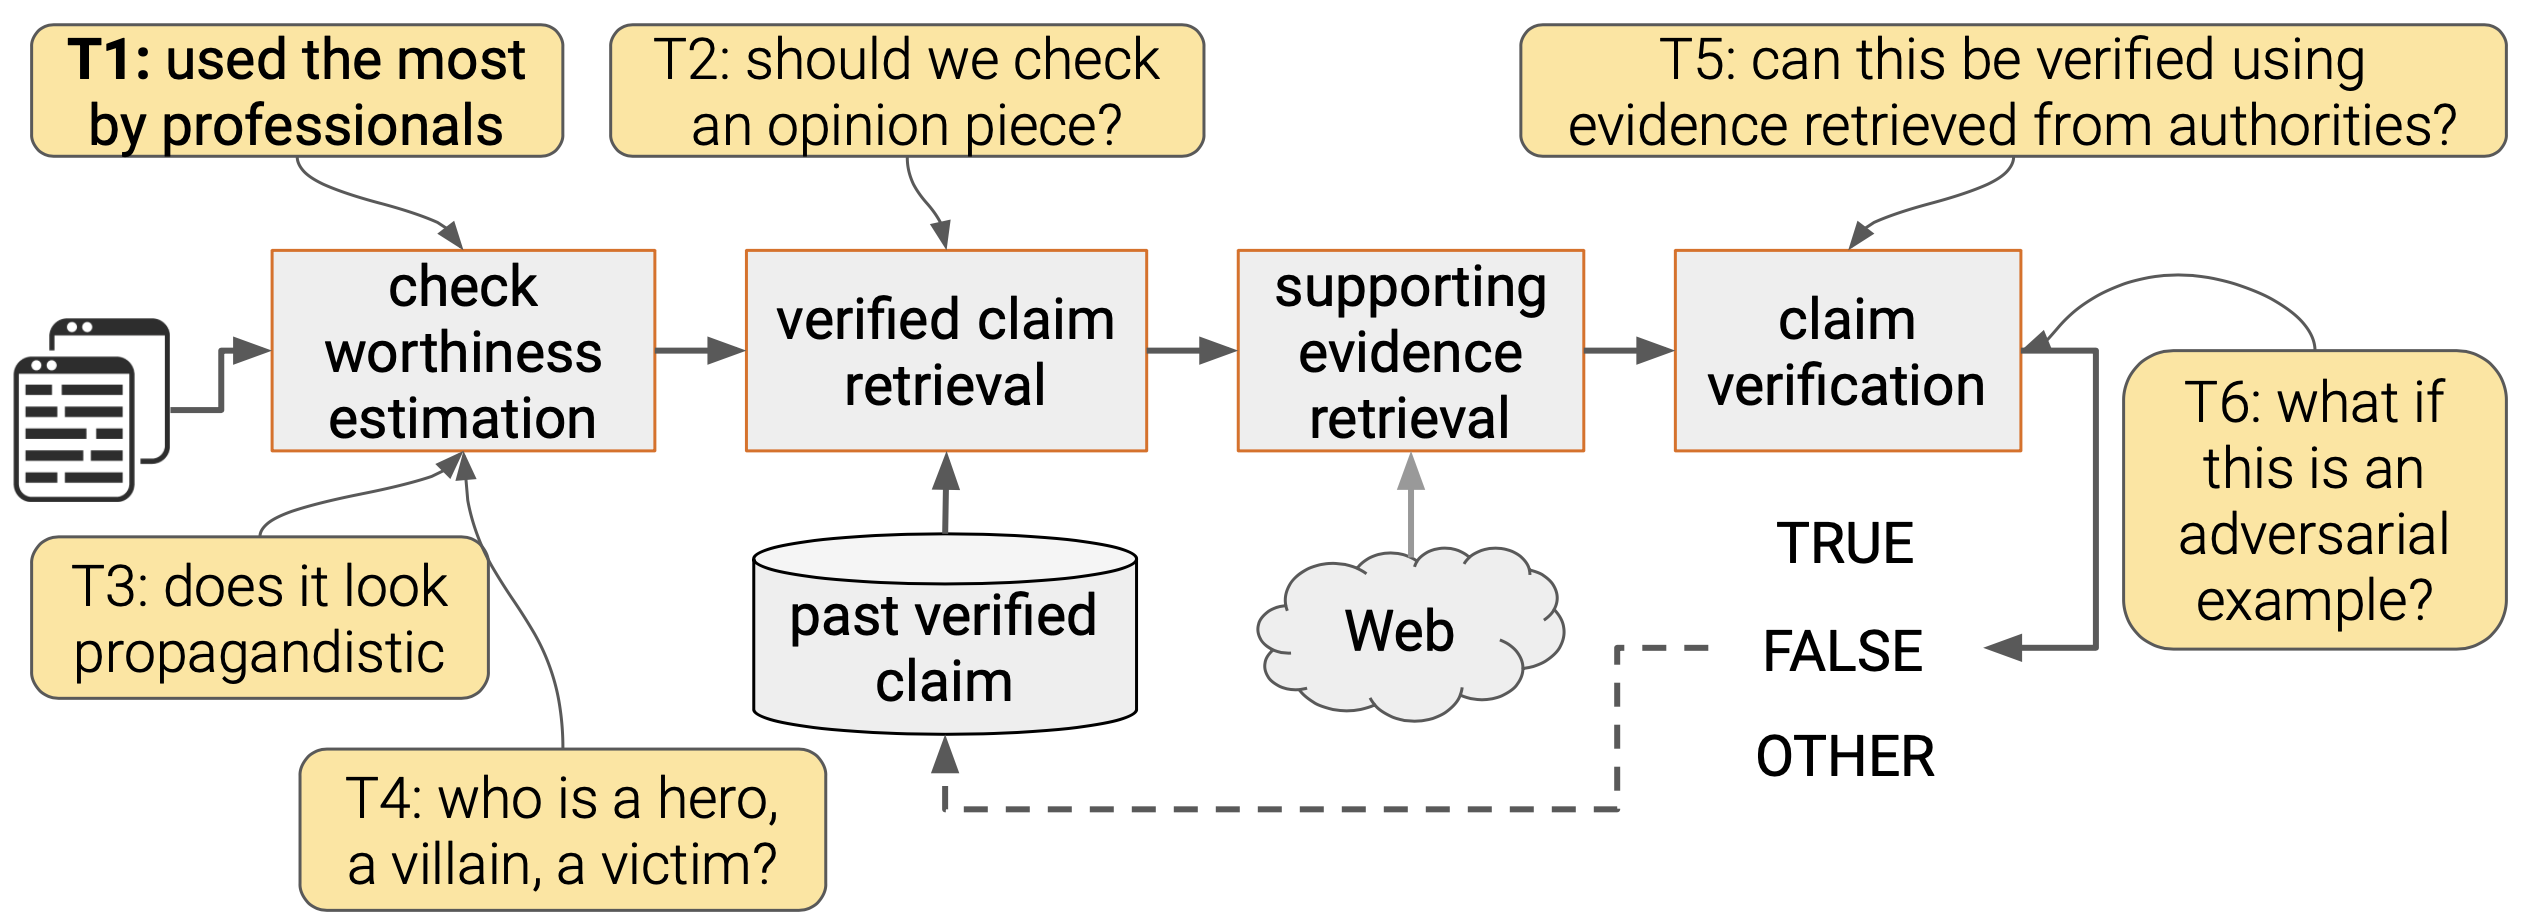 T1: used the most
by professionals
T2: should we check
an opinion piece?
T5: can this be verified using
evidence retrieved from authorities?
check
worthiness
estimation
verified claim
retrieval
supporting
evidence
retrieval
claim
verification
T6: what if
this is an
adversarial
example?
T3: does it look
propagandistic
past verified
claim
Web
TRUE
FALSE
OTHER
T4: who is a hero,
a villain, a victim?